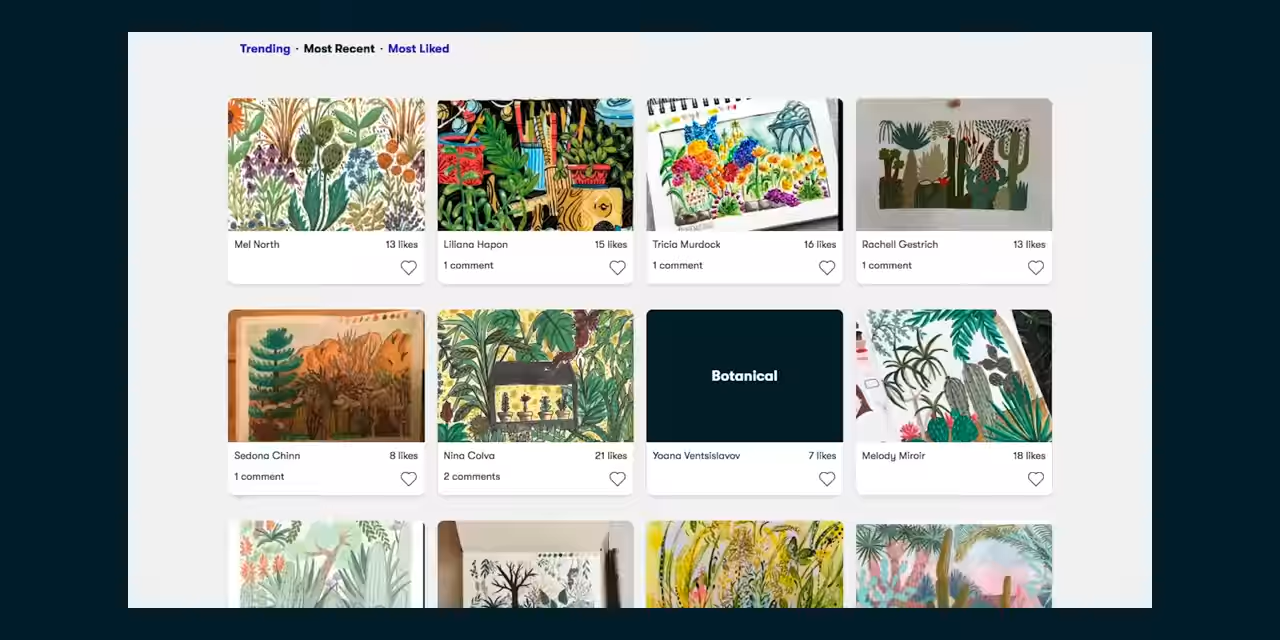 Trending · Most Recent · Most Liked
Mel North 13 likes
Liliana Hapon 15 likes
1 comment
Tricia Murdock 16 likes
1 comment
Rachell Gestrich 13 likes
1 comment
Sedona Chinn 8 likes
1 comment
Nina Colva 21 likes
2 comments
Botanical
Yoana Ventsislavov 7 likes
Melody Miroir 18 likes